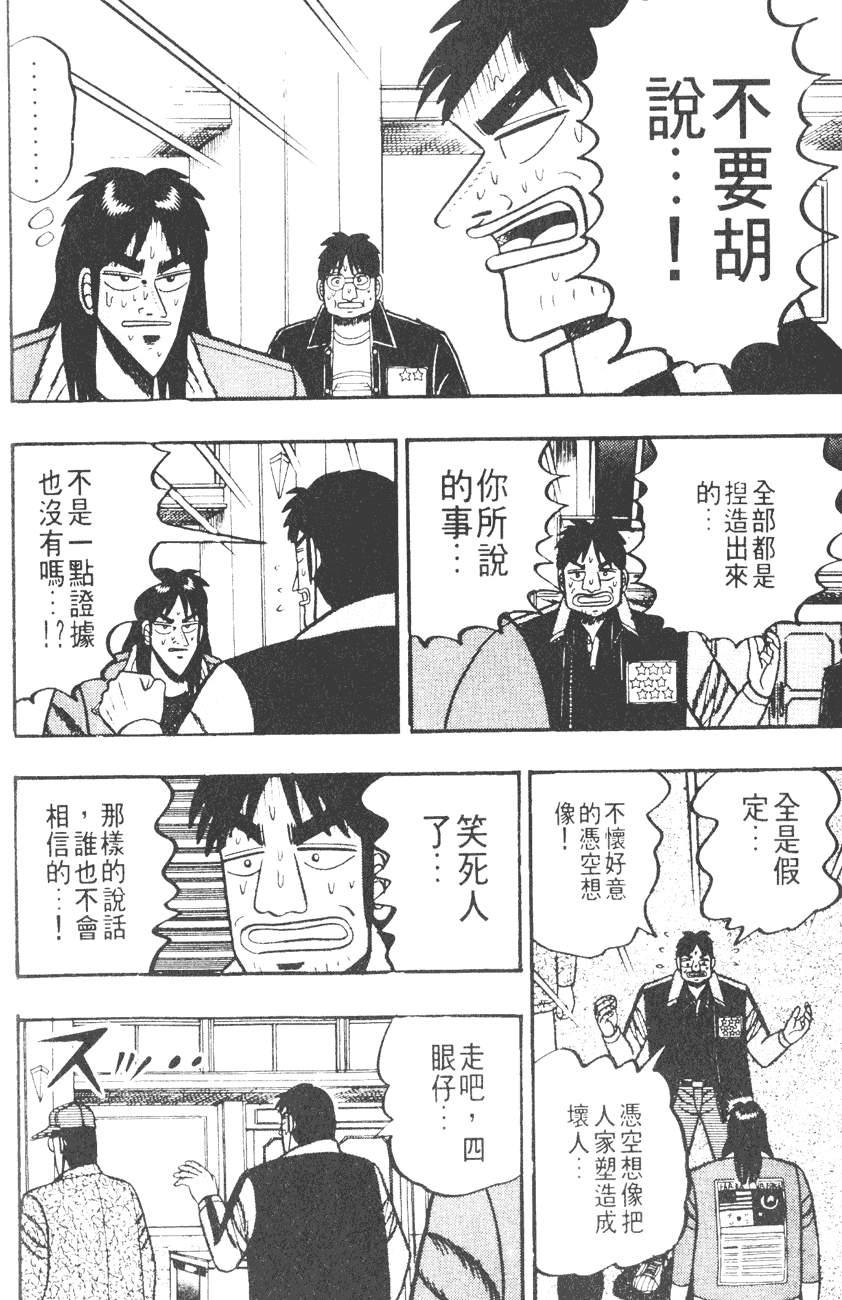 不要胡
說…！
………
全部都是
捏造出來
的…
你所說
的事…
不是一點證據
也沒有嗎…!?
全是假
定…
不懷好意
的憑空想
像！
憑空想像把
人家塑造成
壞人…
笑死人
了…
那樣的說話
，誰也不會
相信的…！
走吧，四
眼仔…
スッ‥